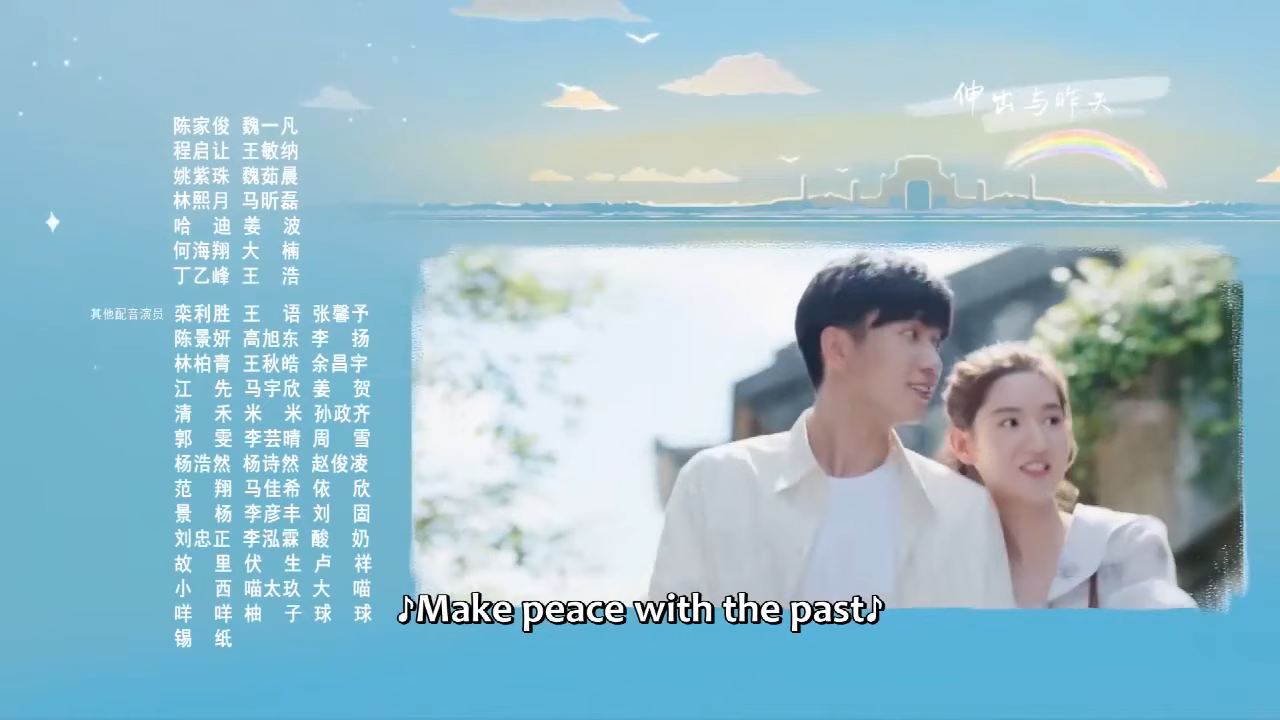 伸出与昨天
陈家俊 魏一凡
程启让 王敏纳
姚紫珠 魏茹晨
林熙月 马昕磊
哈 迪 姜 波
何海翔 大 楠
丁乙峰 王 浩
其他配音演员 栾利胜 王 语 张馨予
陈景妍 高旭东 李 扬
林柏青 王秋皓 余昌宇
江 先 马宇欣 姜 贺
清 禾 米 米 孙政齐
郭 雯 李芸晴 周 雪
杨浩然 杨诗然 赵俊凌
范 翔 马佳希 依 欣
景 杨 李彦丰 刘 固
刘忠正 李泓霖 酸 奶
故 里 伏 生 卢 祥
小 西 喵太玖 大 喵
咩 咩 柚 子 球 球
锡 纸
♪Make peace with the past♪